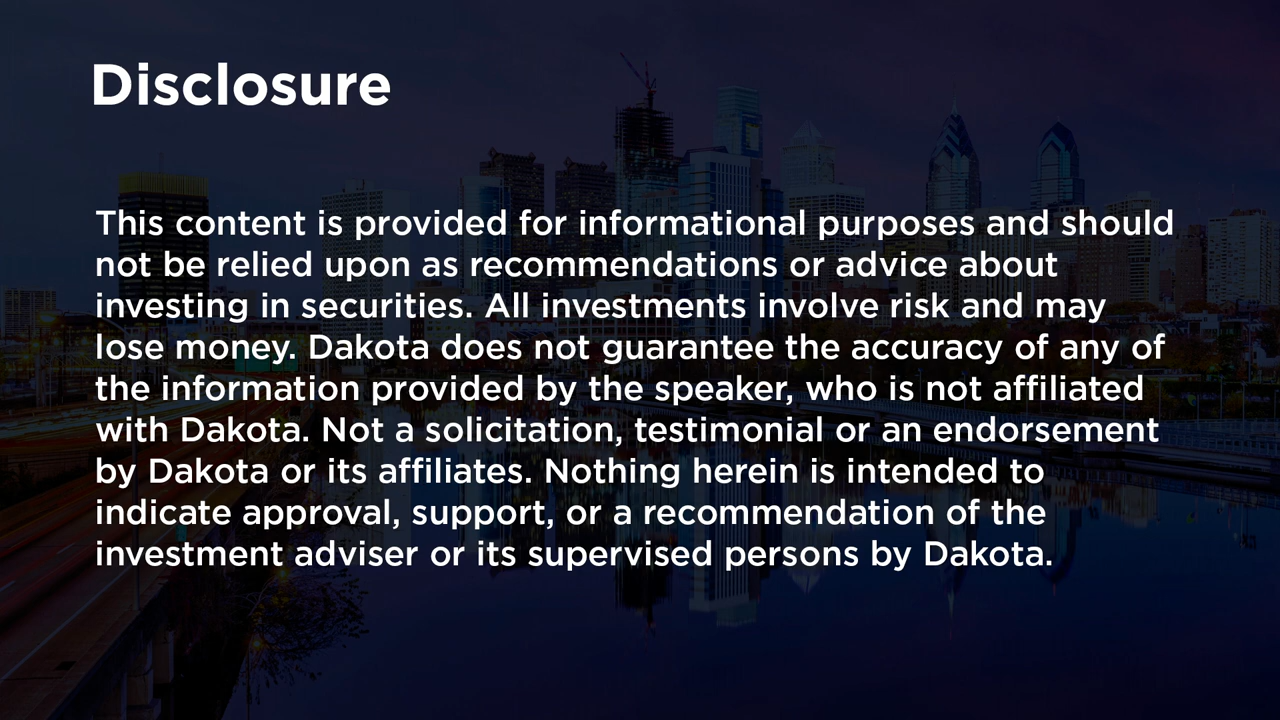 Disclosure
This content is provided for informational purposes and should
not be relied upon as recommendations or advice about
investing in securities. All investments involve risk and may
lose money. Dakota does not guarantee the accuracy of any of
the information provided by the speaker, who is not affiliated
with Dakota. Not a solicitation, testimonial or an endorsement
by Dakota or its affiliates. Nothing herein is intended to
indicate approval, support, or a recommendation of the
investment adviser or its supervised persons by Dakota.